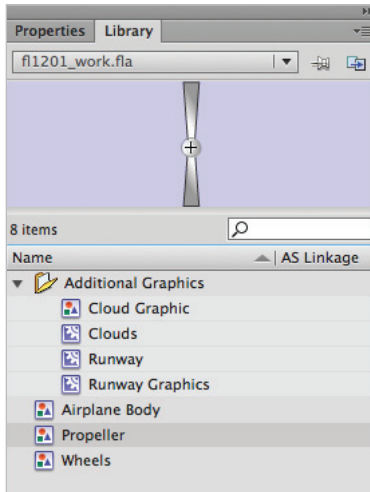 Properties Library
fl1201_work.fla
8 items
Name AS Linkage
Additional Graphics
Cloud Graphic
Clouds
Runway
Runway Graphics
Airplane Body
Propeller
Wheels